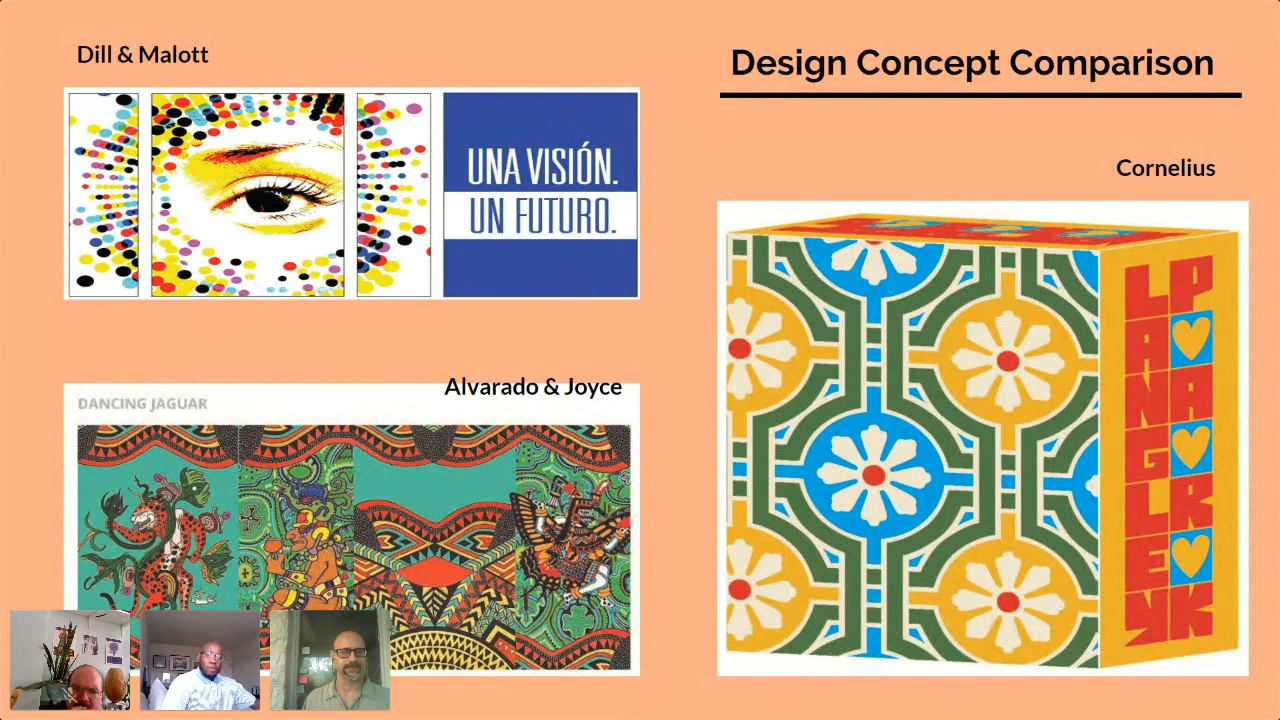 Dill & Malott
Design Concept Comparison
UNA VISIÓN.
UN FUTURO.
Cornelius
Alvarado & Joyce
DANCING JAGUAR
LANGLEY
PARK